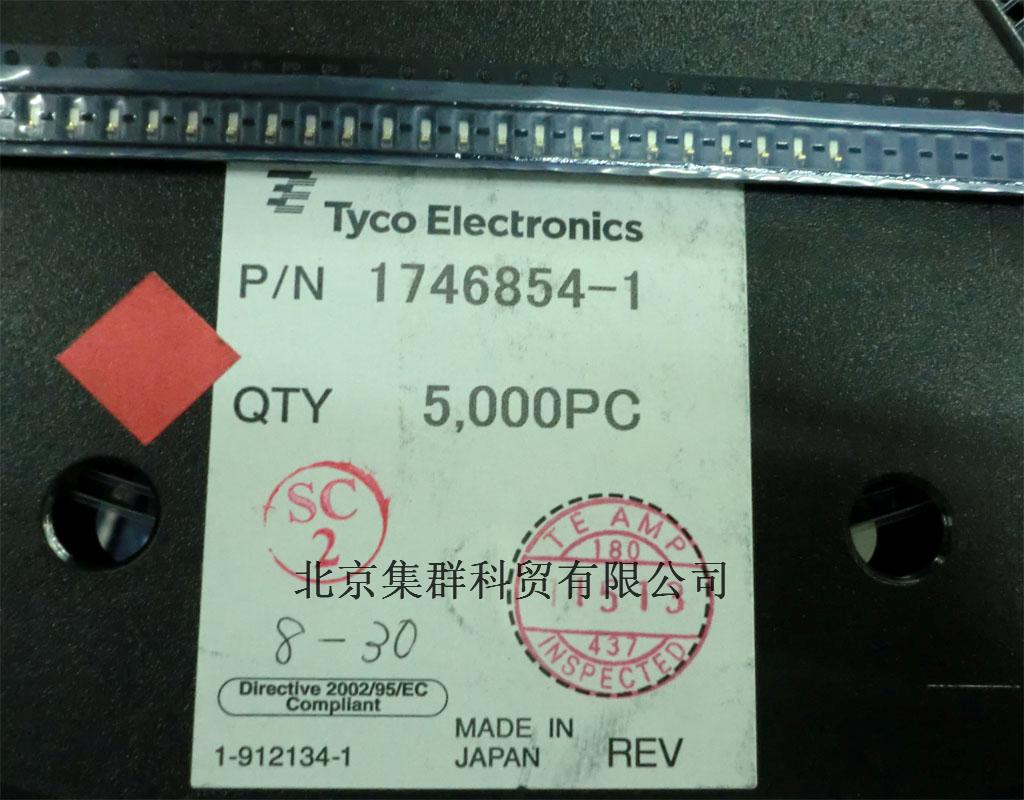 Tyco Electronics
P/N 1746854-1
QTY 5,000PC
SC
2
TE AMP
180
11513
437
INSPECTED
北京集群科贸有限公司
8-30
Directive 2002/95/EC
Compliant
1-912134-1
MADE IN
JAPAN
REV